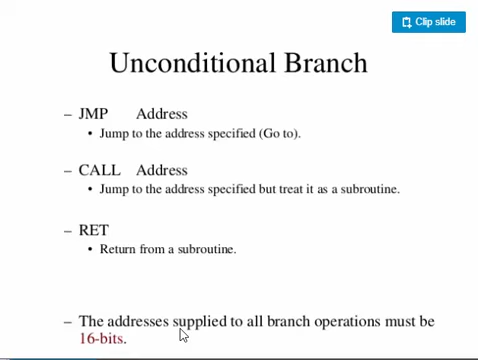 Clip slide
Unconditional Branch
– JMP Address
• Jump to the address specified (Go to).
– CALL Address
• Jump to the address specified but treat it as a subroutine.
– RET
• Return from a subroutine.
– The addresses supplied to all branch operations must be
16-bits.